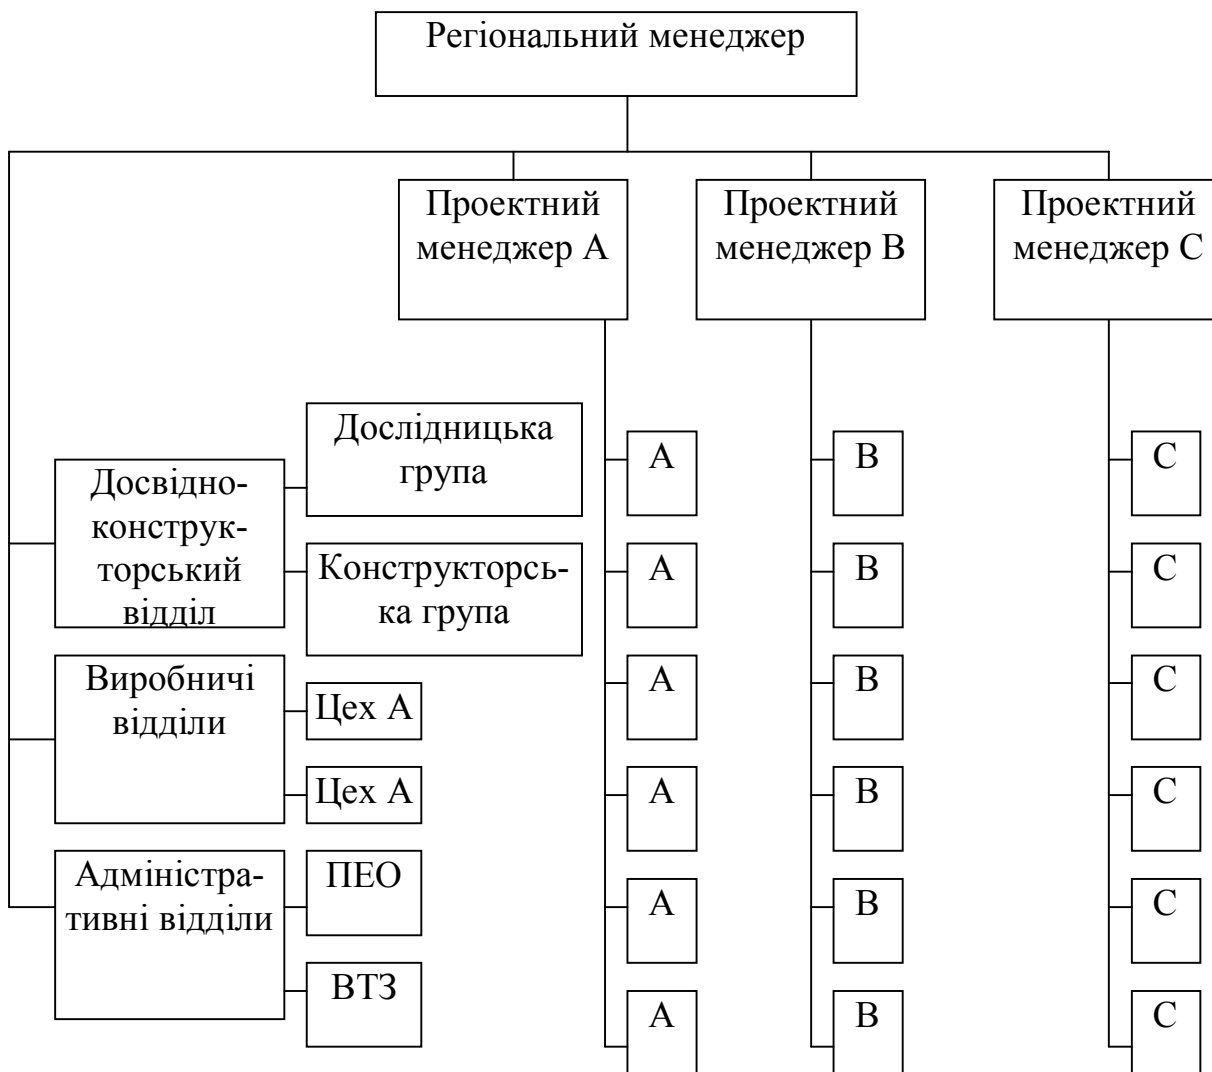 Регіональний менеджер
Проектний
менеджер А
Проектний
менеджер В
Проектний
менеджер С
Дослідницька
група
А
В
С
Досвідно-
конструк-
торський
відділ
Конструкторсь-
ка група
А
В
С
Виробничі
відділи
Цех А
А
В
С
Цех А
А
В
С
Адміністра-
тивні відділи
ПЕО
А
В
С
ВТЗ
А
В
С